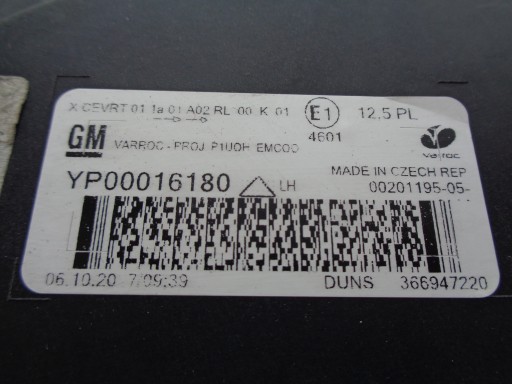 X CEVRT 01 1a 01 A02 RL 00 K 01 E1 12.5 PL
4601
GM VARROC - PROJ P1UOH EMCOO varroc
MADE IN CZECH REP
YP00016180 LH 00201195-05-
06.10.20 7/09:39 DUNS 366947220